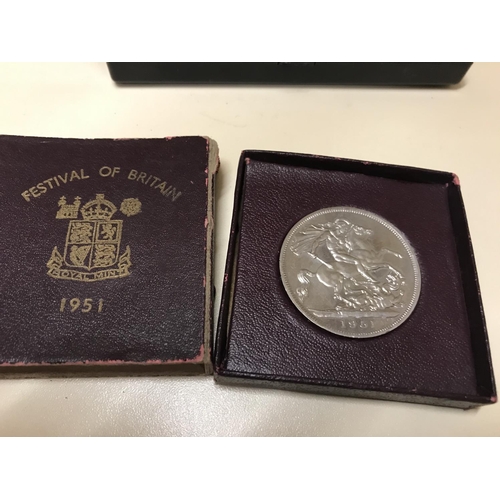 FESTIVAL OF BRITAIN
ROYAL MINT
1951
1951